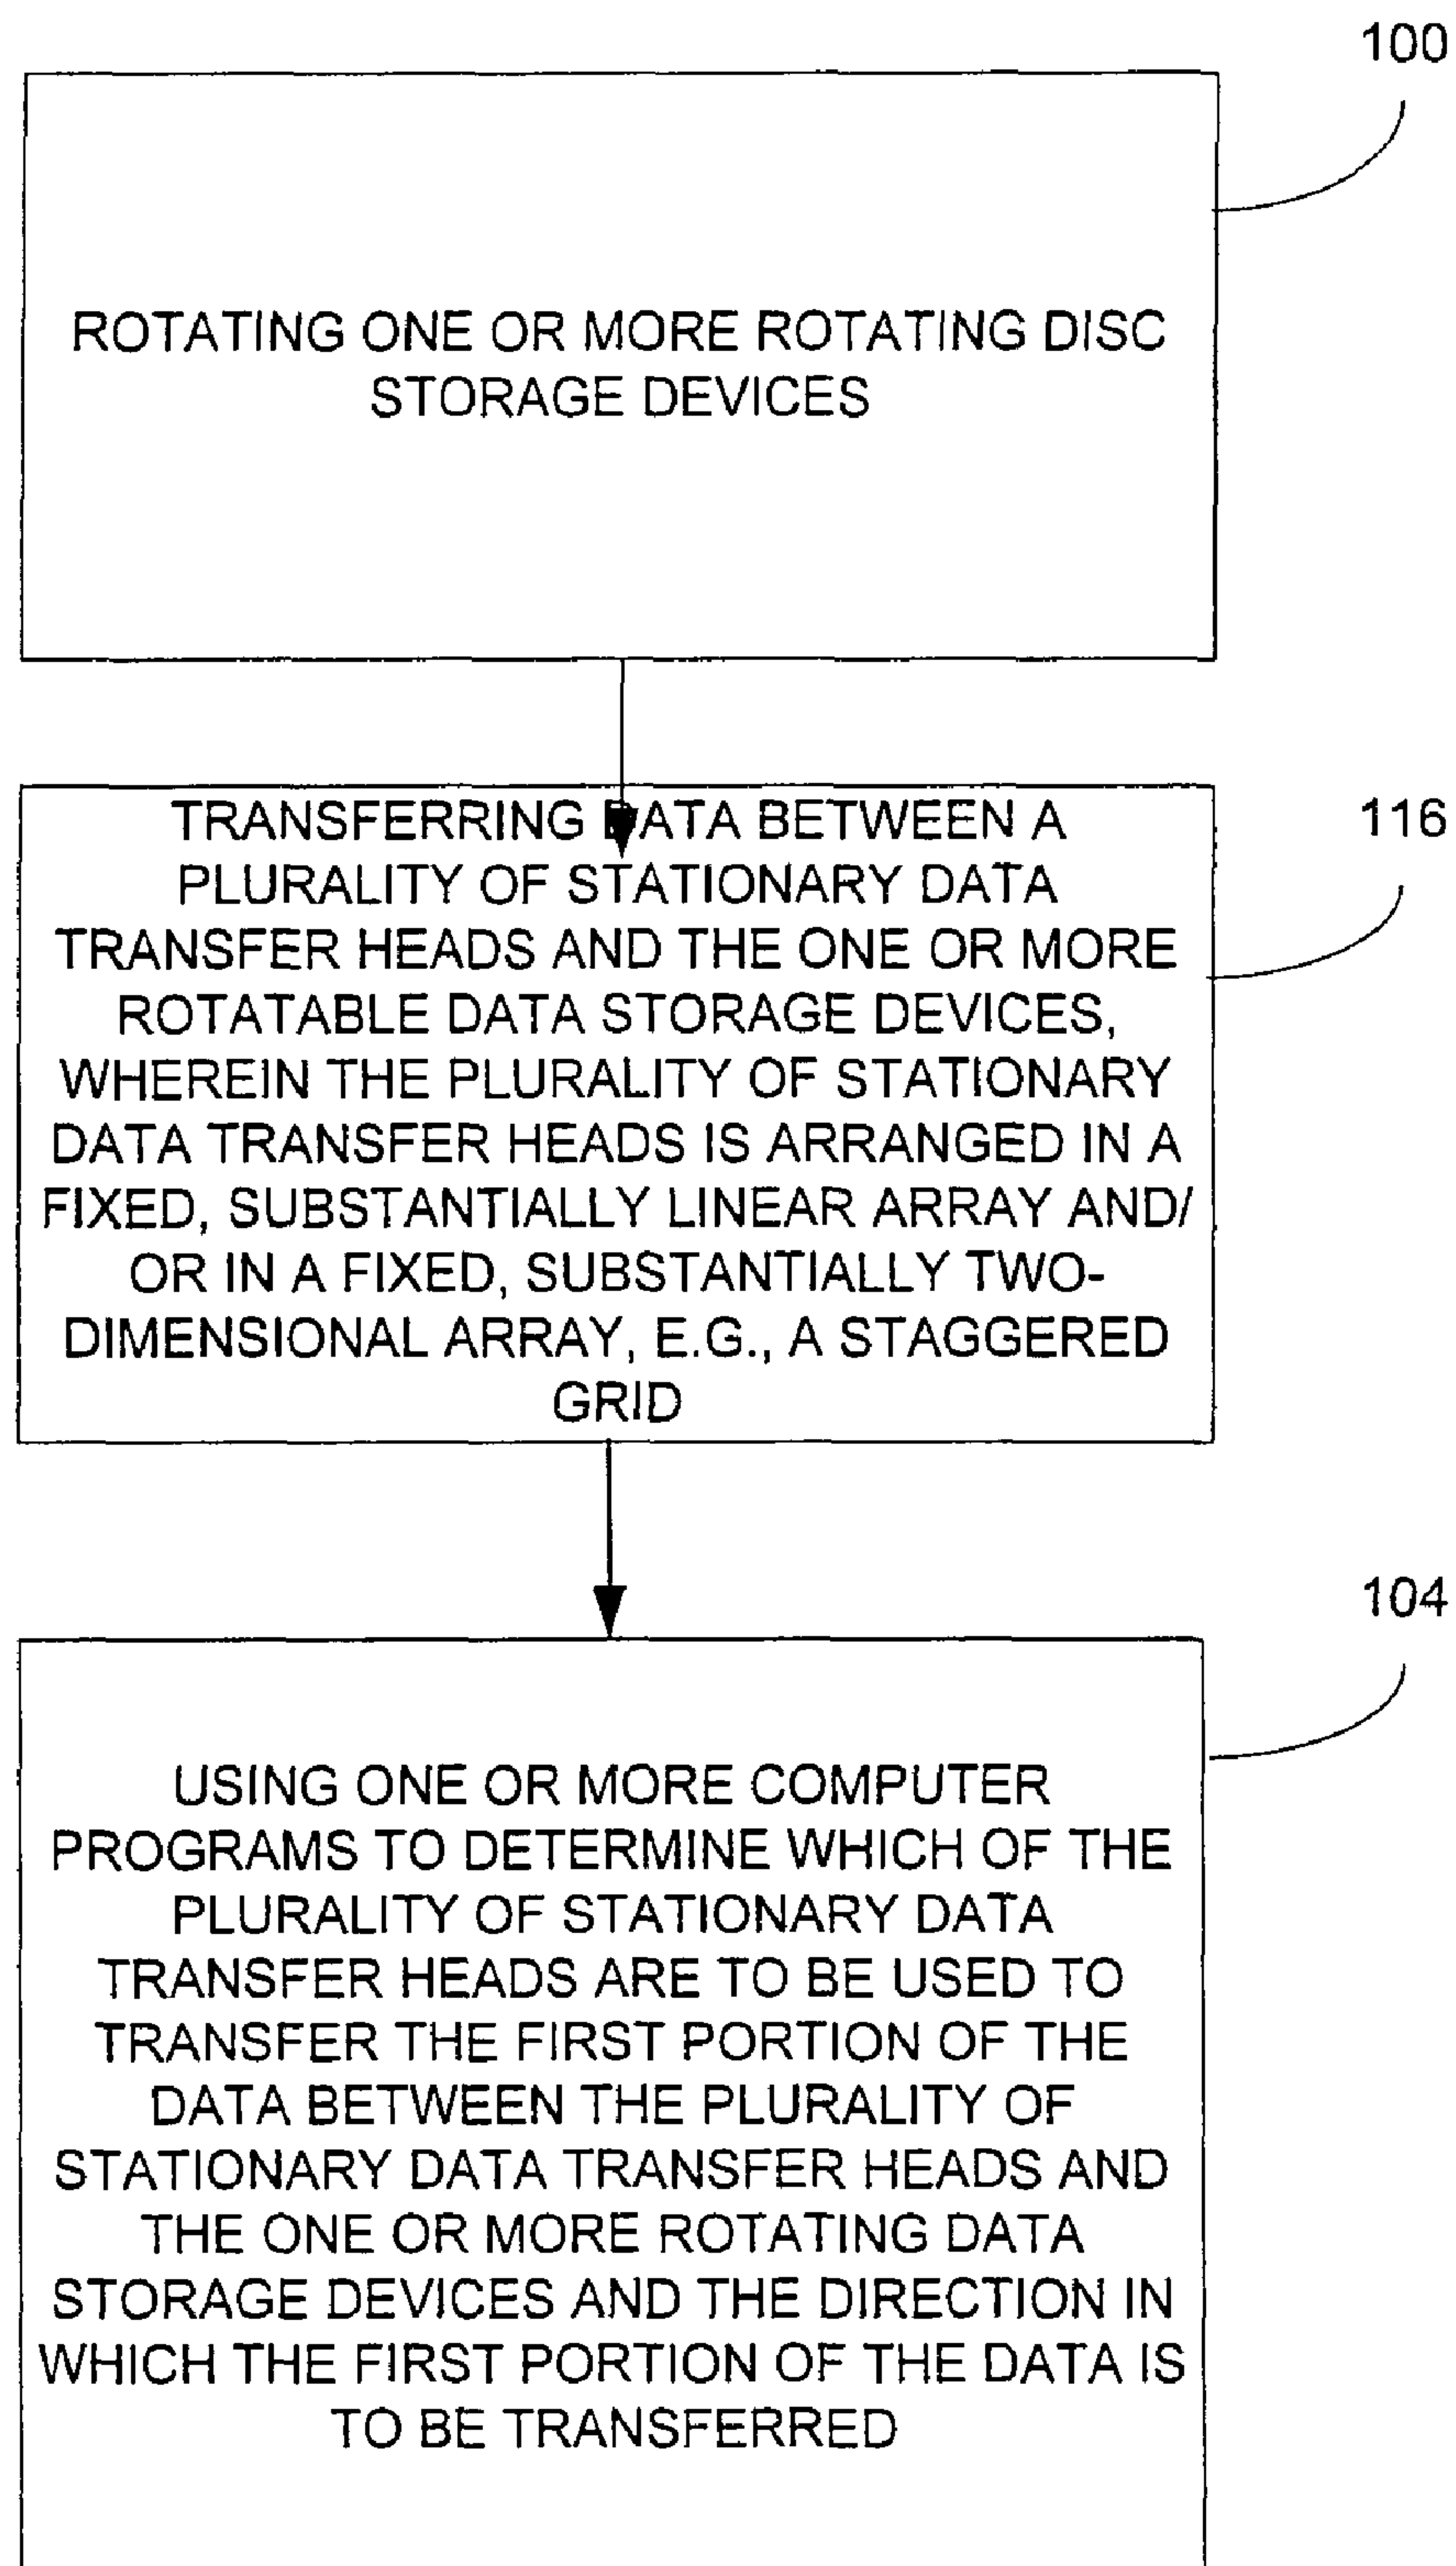 100
ROTATING ONE OR MORE ROTATING DISC
STORAGE DEVICES
116
TRANSFERRING DATA BETWEEN A
PLURALITY OF STATIONARY DATA
TRANSFER HEADS AND THE ONE OR MORE
ROTATABLE DATA STORAGE DEVICES,
WHEREIN THE PLURALITY OF STATIONARY
DATA TRANSFER HEADS IS ARRANGED IN A
FIXED, SUBSTANTIALLY LINEAR ARRAY AND/
OR IN A FIXED, SUBSTANTIALLY TWO-
DIMENSIONAL ARRAY, E.G., A STAGGERED
GRID
104
USING ONE OR MORE COMPUTER
PROGRAMS TO DETERMINE WHICH OF THE
PLURALITY OF STATIONARY DATA
TRANSFER HEADS ARE TO BE USED TO
TRANSFER THE FIRST PORTION OF THE
DATA BETWEEN THE PLURALITY OF
STATIONARY DATA TRANSFER HEADS AND
THE ONE OR MORE ROTATING DATA
STORAGE DEVICES AND THE DIRECTION IN
WHICH THE FIRST PORTION OF THE DATA IS
TO BE TRANSFERRED